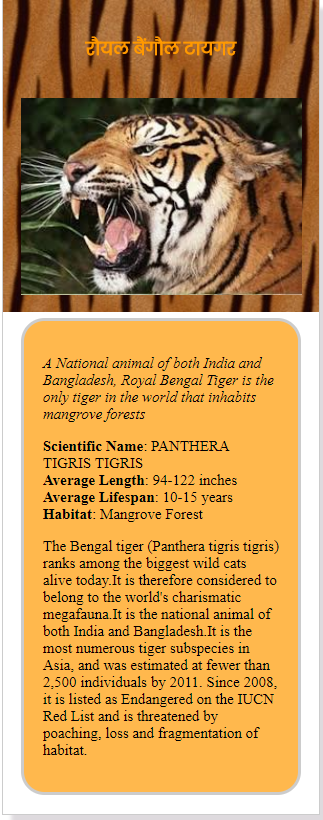 रौयल बैंगौल टायगर
A National animal of both India and
Bangladesh, Royal Bengal Tiger is the
only tiger in the world that inhabits
mangrove forests
Scientific Name: PANTHERA
TIGRIS TIGRIS
Average Length: 94-122 inches
Average Lifespan: 10-15 years
Habitat: Mangrove Forest
The Bengal tiger (Panthera tigris tigris)
ranks among the biggest wild cats
alive today.It is therefore considered to
belong to the world's charismatic
megafauna.It is the national animal of
both India and Bangladesh.It is the
most numerous tiger subspecies in
Asia, and was estimated at fewer than
2,500 individuals by 2011. Since 2008,
it is listed as Endangered on the IUCN
Red List and is threatened by
poaching, loss and fragmentation of
habitat.